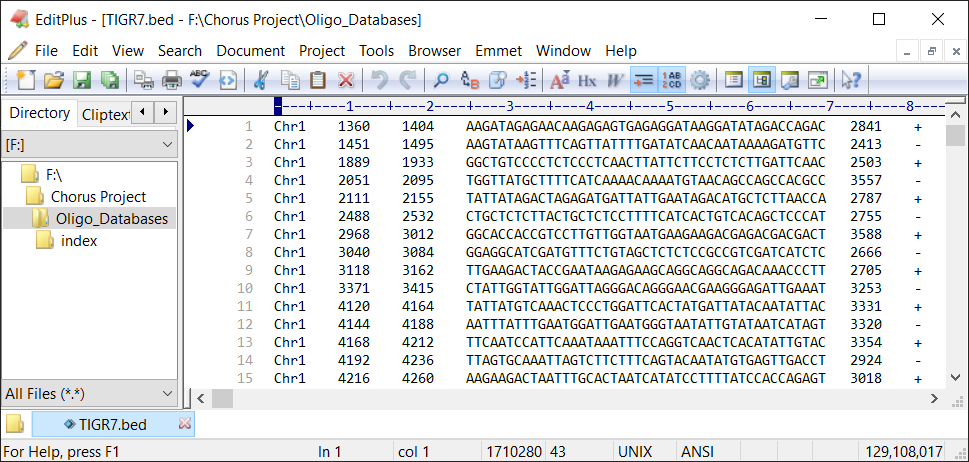 EditPlus - [TIGR7.bed - F:\Chorus Project\Oligo_Databases]
File Edit View Search Document Project Tools Browser Emmet Window Help
Directory Cliptext
[F:]
F:\
Chorus Project
Oligo_Databases
index
All Files (*.*)
----+----1----+----2----+----3----+----4----+----5----+----6----+----7----+----8----
1 Chr1 1360 1404 AAGATAGAGAACAAGAGAGTGAGAGGATAAGGATATAGACCAGAC 2841 +
2 Chr1 1451 1495 AAGTATAAGTTTCAGTTATTTTGATATCAACAATAAAAGATGTTC 2413 -
3 Chr1 1889 1933 GGCTGTCCCCTCTCCCTCAACTTATTCTTCCTCTCTTGATTCAAC 2503 +
4 Chr1 2051 2095 TGGTTATGCTTTTCATCAAAACAAAATGTAACAGCCAGCCACGCC 3557 -
5 Chr1 2111 2155 TATTATAGACTAGAGATGATTATTGAATAGACATGCTCTTAACCA 2787 +
6 Chr1 2488 2532 CTGCTCTCTTACTGCTCTCCTTTTCATCACTGTCACAGCTCCCAT 2755 -
7 Chr1 2968 3012 GGCACCACCGTCCTTGTTGGTAATGAAGAAGACGAGACGACGACT 3588 +
8 Chr1 3040 3084 GGAGGCATCGATGTTTCTGTAGCTCTCTCCGCCGTCGATCATCTC 2666 -
9 Chr1 3118 3162 TTGAAGACTACCGAATAAGAGAAGCAGGCAGGCAGACAAACCCTT 2705 +
10 Chr1 3371 3415 CTATTGGTATTGGATTAGGGACAGGGAACGAAGGGAGATTGAAAT 3253 -
11 Chr1 4120 4164 TATTATGTCAAACTCCCTGGATTCACTATGATTATACAATATTAC 3331 +
12 Chr1 4144 4188 AATTTATTTGAATGGATTGAATGGGTAATATTGTATAATCATAGT 3320 -
13 Chr1 4168 4212 TTCAATCCATTCAAATAAATTTCCAGGTCAACTCACATATTGTAC 3354 +
14 Chr1 4192 4236 TTAGTGCAAATTAGTCTTCTTTCAGTACAATATGTGAGTTGACCT 2924 -
15 Chr1 4216 4260 AAGAAGACTAATTTGCACTAATCATATCCTTTTATCCACCAGAGT 3018 +
TIGR7.bed
For Help, press F1 ln 1 col 1 1710280 43 UNIX ANSI 129,108,017